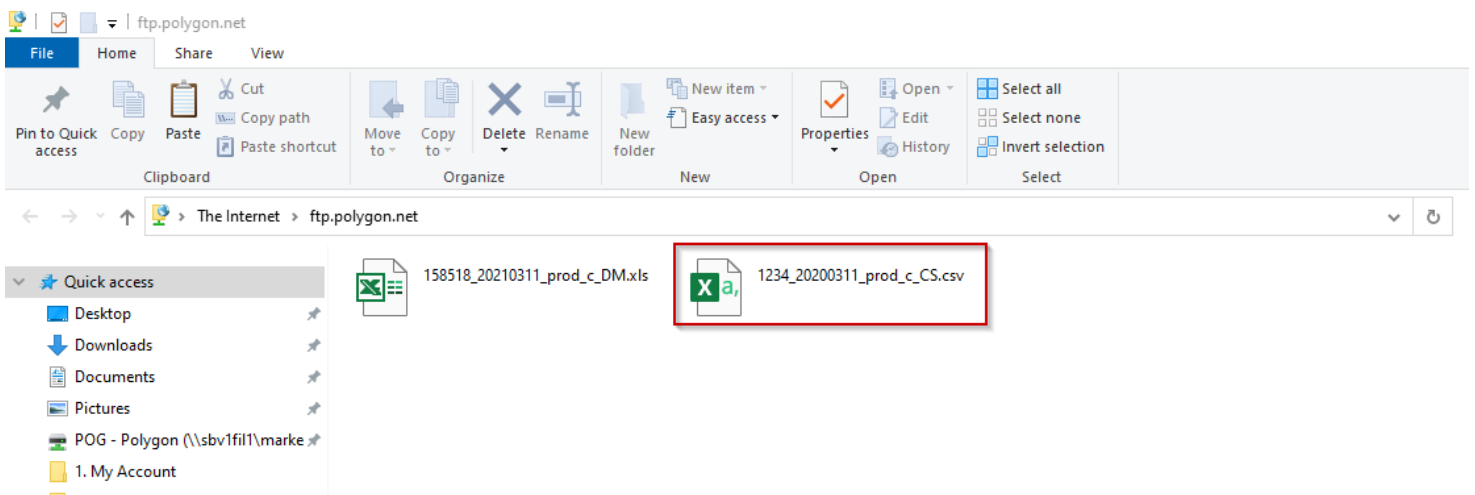 ftp.polygon.net
File Home Share View
Pin to Quick access
Copy
Paste
Cut
Copy path
Paste shortcut
Clipboard
Move to
Copy to
Delete
Rename
Organize
New folder
New item
Easy access
New
Properties
Open
Edit
History
Open
Select all
Select none
Invert selection
Select
The Internet > ftp.polygon.net
158518_20210311_prod_c_DM.xls
1234_20200311_prod_c_CS.csv
Quick access
Desktop
Downloads
Documents
Pictures
POG - Polygon (\\sbv1fil1\marke
1. My Account